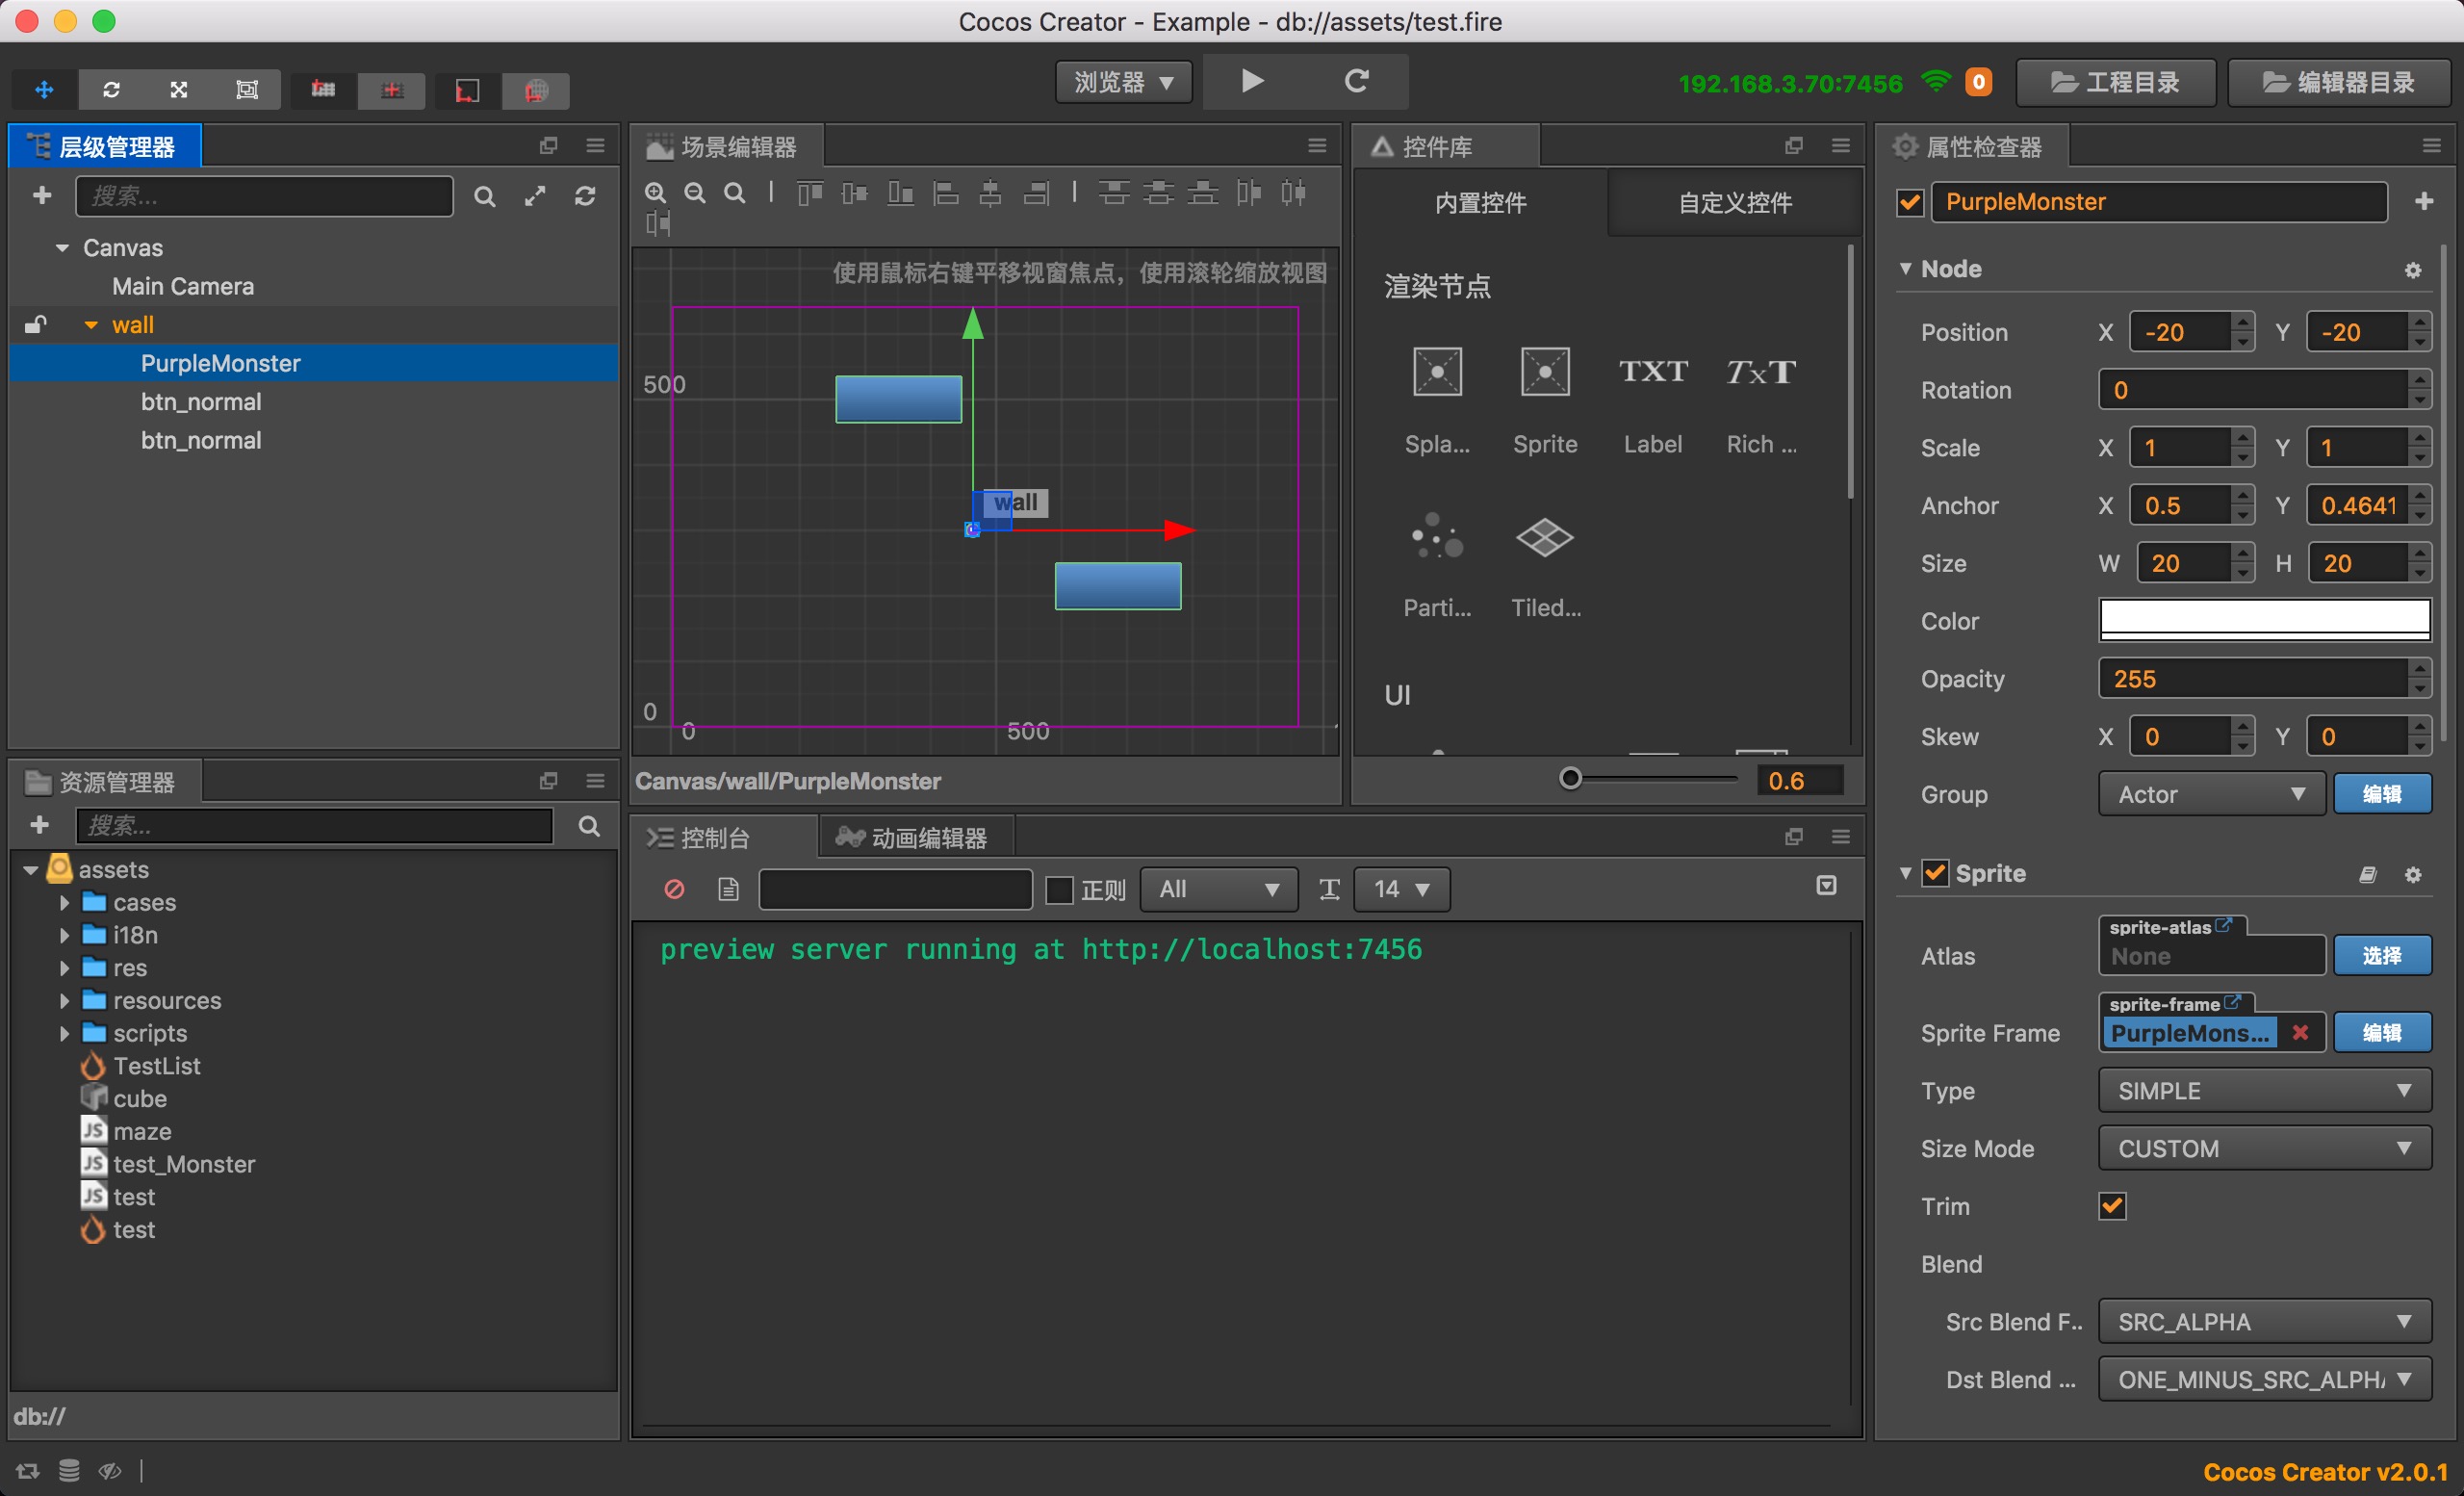 Cocos Creator - Example - db://assets/test.fire
浏览器
192.168.3.70:7456
0
工程目录
编辑器目录
层级管理器
搜索...
Canvas
Main Camera
wall
PurpleMonster
btn_normal
btn_normal
场景编辑器
使用鼠标右键平移视窗焦点，使用滚轮缩放视图
500
wall
0
0
500
Canvas/wall/PurpleMonster
控件库
内置控件
自定义控件
渲染节点
TXT
TxT
Spla...
Sprite
Label
Rich ...
Parti...
Tiled...
UI
0.6
属性检查器
PurpleMonster
Node
Position X -20 Y -20
Rotation 0
Scale X 1 Y 1
Anchor X 0.5 Y 0.4641
Size W 20 H 20
Color
Opacity 255
Skew X 0 Y 0
Group Actor 编辑
Sprite
sprite-atlas
Atlas None 选择
sprite-frame
Sprite Frame PurpleMons... 编辑
Type SIMPLE
Size Mode CUSTOM
Trim
Blend
Src Blend F..  SRC_ALPHA
Dst Blend ... ONE_MINUS_SRC_ALPH
资源管理器
搜索...
assets
cases
i18n
res
resources
scripts
TestList
cube
JS maze
JS test_Monster
JS test
test
db://
控制台
动画编辑器
正则
All
14
preview server running at http://localhost:7456
Cocos Creator v2.0.1